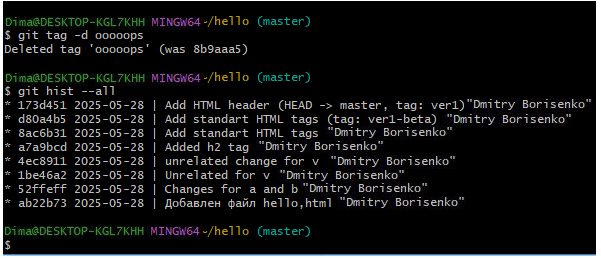 Dima@DESKTOP-KGL7KHH MINGW64 ~/hello (master)
$ git tag -d ooooops
Deleted tag 'ooooops' (was 8b9aaa5)
Dima@DESKTOP-KGL7KHH MINGW64 ~/hello (master)
$ git hist --all
* 173d451 2025-05-28 | Add HTML header (HEAD -> master, tag: ver1) "Dmitry Borisenko"
* d80a4b5 2025-05-28 | Add standart HTML tags (tag: ver1-beta) "Dmitry Borisenko"
* 8ac6b31 2025-05-28 | Add standart HTML tags "Dmitry Borisenko"
* a7a9bcd 2025-05-28 | Added h2 tag "Dmitry Borisenko"
* 4ec8911 2025-05-28 | unrelated change for v "Dmitry Borisenko"
* 1be46a2 2025-05-28 | Unrelated for v "Dmitry Borisenko"
* 52ffeff 2025-05-28 | Changes for a and b "Dmitry Borisenko"
* ab22b73 2025-05-28 | Добавлен файл hello,html "Dmitry Borisenko"
Dima@DESKTOP-KGL7KHH MINGW64 ~/hello (master)
$